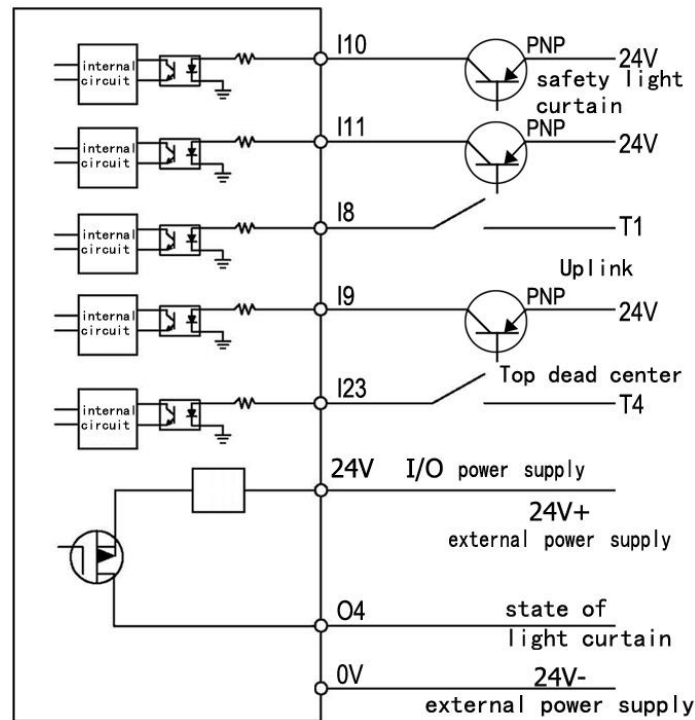 I10
PNP
24V
internal
circuit
safety light
curtain
I11
PNP
24V
internal
circuit
I8
T1
internal
circuit
Uplink
I9
PNP
24V
internal
circuit
Top dead center
I23
T4
internal
circuit
24V
I/O power supply
24V+
external power supply
O4
state of
light curtain
0V
24V-
external power supply